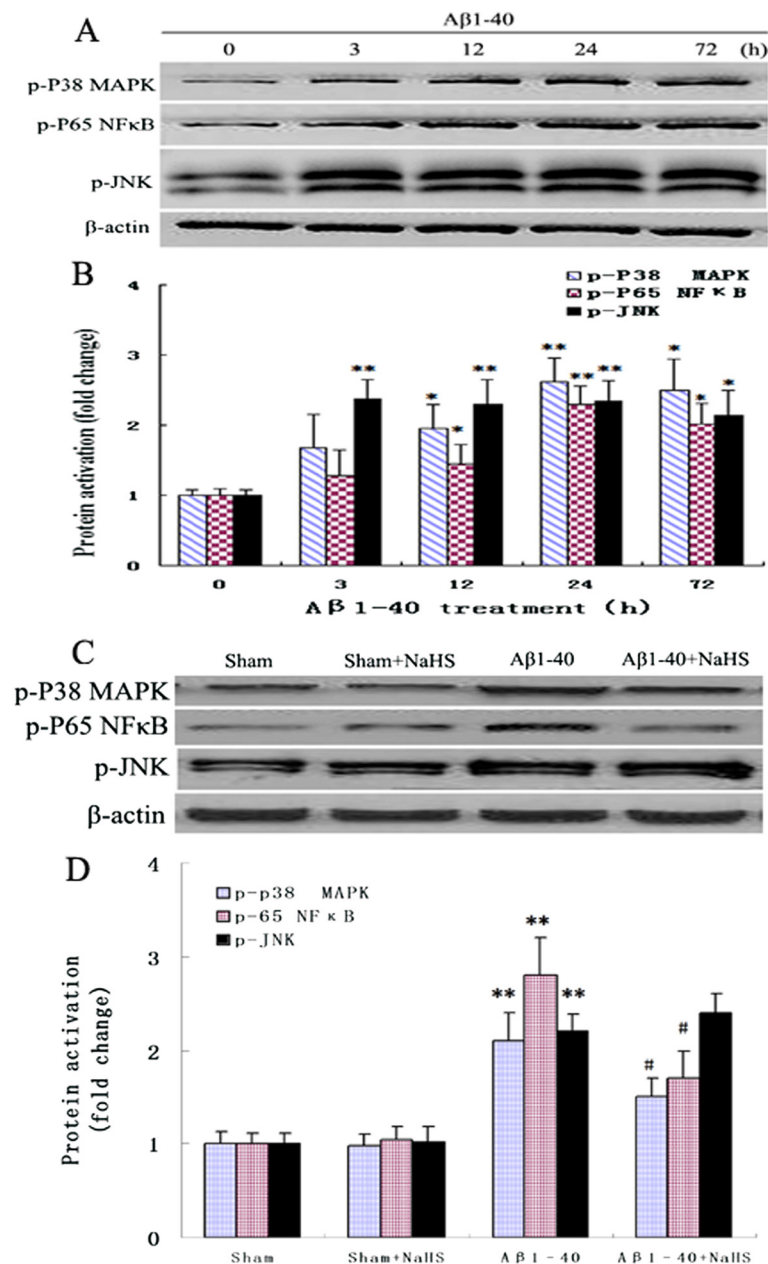 A
Aβ1-40
0 3 12 24 72 (h)
p-P38 MAPK
p-P65 NFκB
p-JNK
β-actin
B
4
3
2
1
0
Protein activation (fold change)
p-P38 MAPK
p-P65 NFκB
p-JNK
** ** ** * *
* * ** ** *
*
0 3 12 24 72
Aβ1-40 treatment (h)
C
Sham Sham+NaHS Aβ1-40 Aβ1-40+NaHS
p-P38 MAPK
p-P65 NFκB
p-JNK
β-actin
D
4
3
2
1
0
Protein activation
(fold change)
p-p38 MAPK
p-65 NFκB
p-JNK
**
** **
# #
Sham Sham+NaHS Aβ1-40 Aβ1-40+NaHS